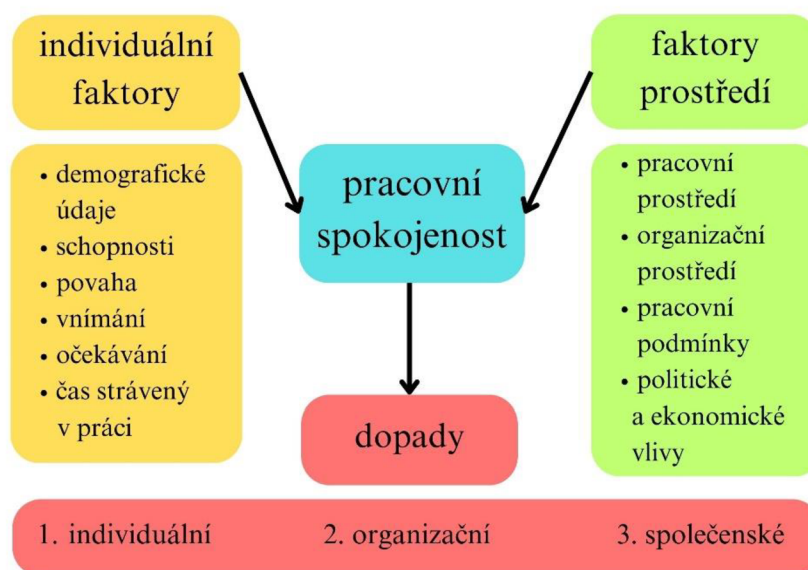 individuální
faktory
faktory
prostředí
pracovní
spokojenost
• demografické
údaje
• schopnosti
• povaha
• vnímání
• očekávání
• čas strávený
v práci
• pracovní
prostředí
• organizační
prostředí
• pracovní
podmínky
• politické
a ekonomické
vlivy
dopady
1. individuální
2. organizační
3. společenské